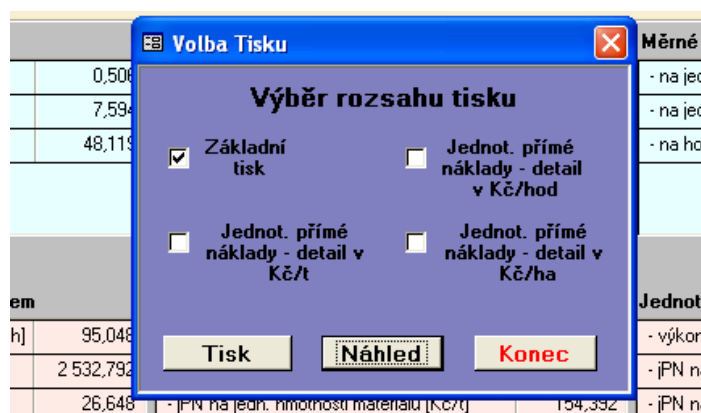 Volba Tisku
Měrné
0,506
- na jed
Výběr rozsahu tisku
7,594
- na jed
48,119
- na ho
Základní
tisk
Jednot. přímé
náklady - detail
v Kč/hod
Jednot. přímé
náklady - detail v
Kč/t
Jednot. přímé
náklady - detail v
Kč/ha
em
Jednot
h]
95,048
- výkor
Tisk
Náhled
Konec
2 532,792
- jPN na
26,648
- jPN na jedn. hmotnosti materiálu [Kč/t]
154,392
- jPN na